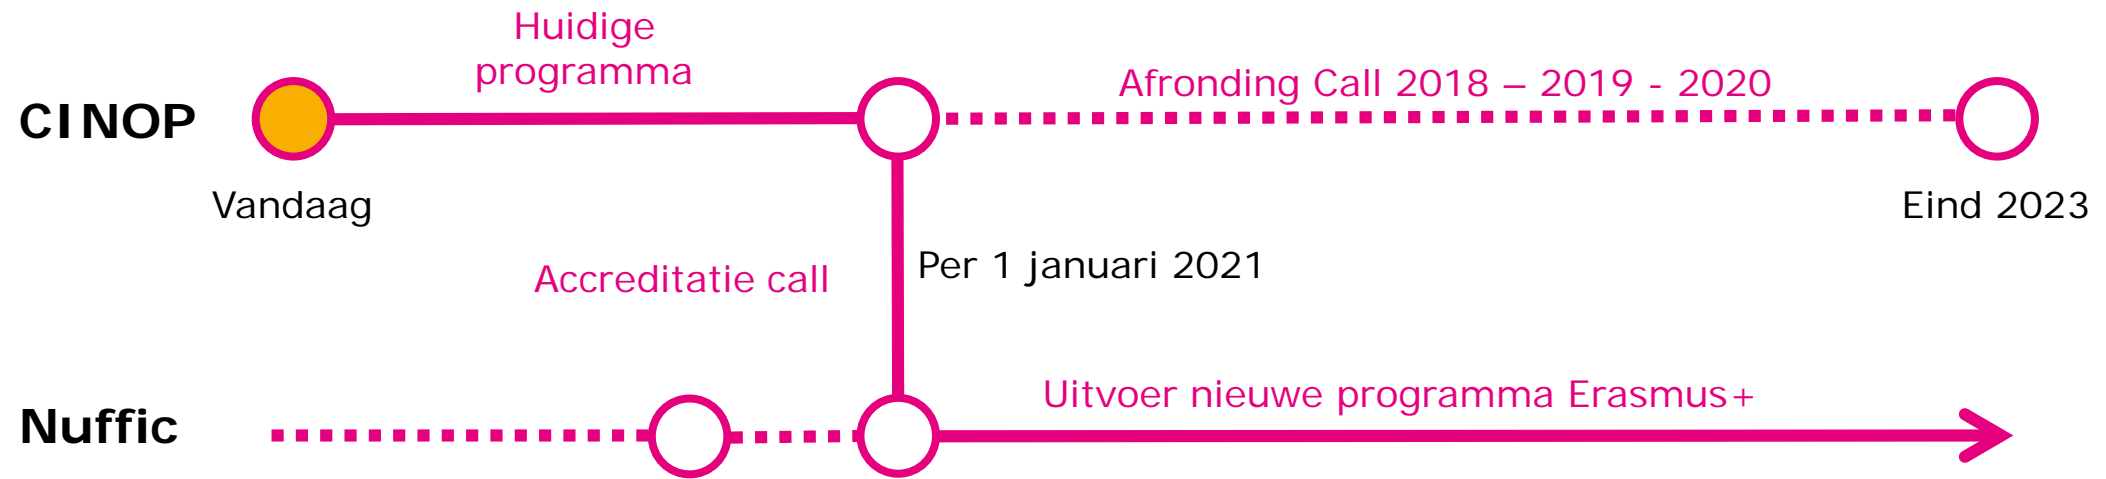 Huidige
programma
Afronding Call 2018 – 2019 - 2020
CINOP
Vandaag
Eind 2023
Per 1 januari 2021
Accreditatie call
Uitvoer nieuwe programma Erasmus+
Nuffic